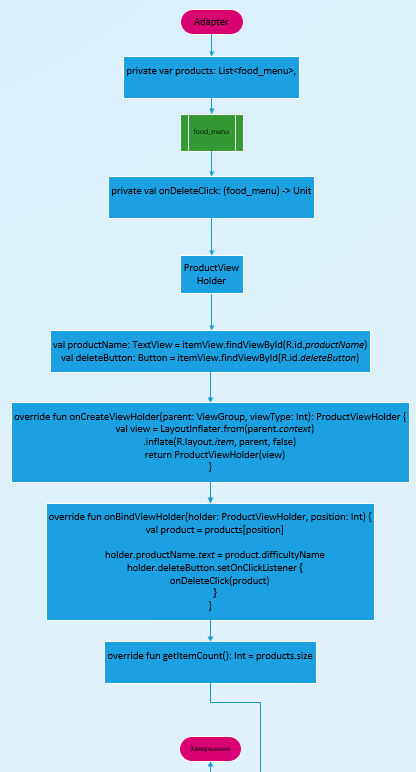 Adapter
private var products: List<food_menu>,
food_menu
private val onDeleteClick: (food_menu) -> Unit
ProductView
Holder
val productName: TextView = itemView.findViewById(R.id.productName)
val deleteButton: Button = itemView.findViewById(R.id.deleteButton)
override fun onCreateViewHolder(parent: ViewGroup, viewType: Int): ProductViewHolder {
val view = LayoutInflater.from(parent.context)
.inflate(R.layout.item, parent, false)
return ProductViewHolder(view)
}
override fun onBindViewHolder(holder: ProductViewHolder, position: Int) {
val product = products[position]
holder.productName.text = product.difficultyName
holder.deleteButton.setOnClickListener {
onDeleteClick(product)
}
}
override fun getItemCount(): Int = products.size
Завершение